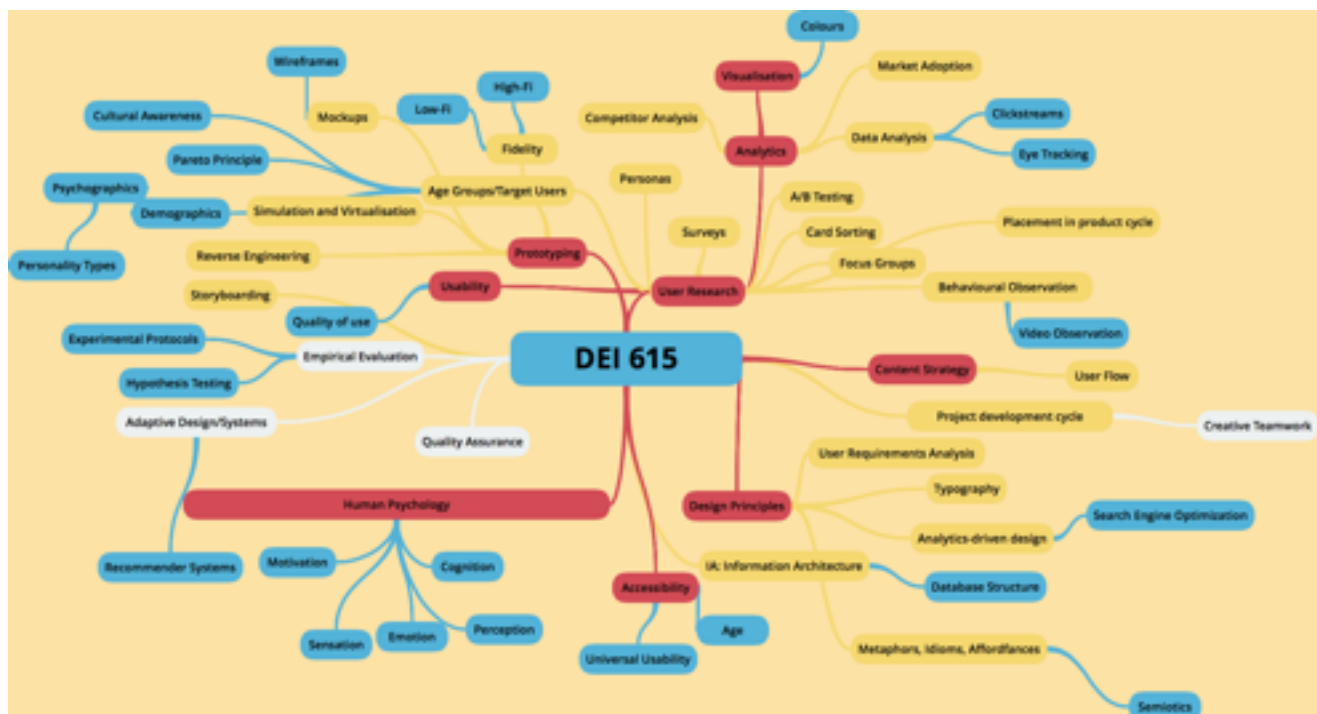 Colours
Wireframes
Visualisation
Market Adoption
High-Fi
Low-Fi
Cultural Awareness
Mockups
Competitor Analysis
Clickstreams
Data Analysis
Fidelity
Analytics
Eye Tracking
Pareto Principle
Personas
Psychographics
Age Groups/Target Users
A/B Testing
Demographics
Simulation and Virtualisation
Placement in product cycle
Surveys
Card Sorting
Reverse Engineering
Prototyping
Focus Groups
Personality Types
Usability
User Research
Behavioural Observation
Storyboarding
Quality of use
Video Observation
Experimental Protocols
Empirical Evaluation
DEI 615
Content Strategy
User Flow
Hypothesis Testing
Adaptive Design/Systems
Project development cycle
Creative Teamwork
Quality Assurance
User Requirements Analysis
Typography
Human Psychology
Design Principles
Search Engine Optimization
Analytics-driven design
Motivation
Cognition
Recommender Systems
IA: Information Architecture
Accessibility
Database Structure
Sensation
Emotion
Perception
Age
Universal Usability
Metaphors, Idioms, Affordfances
Semiotics